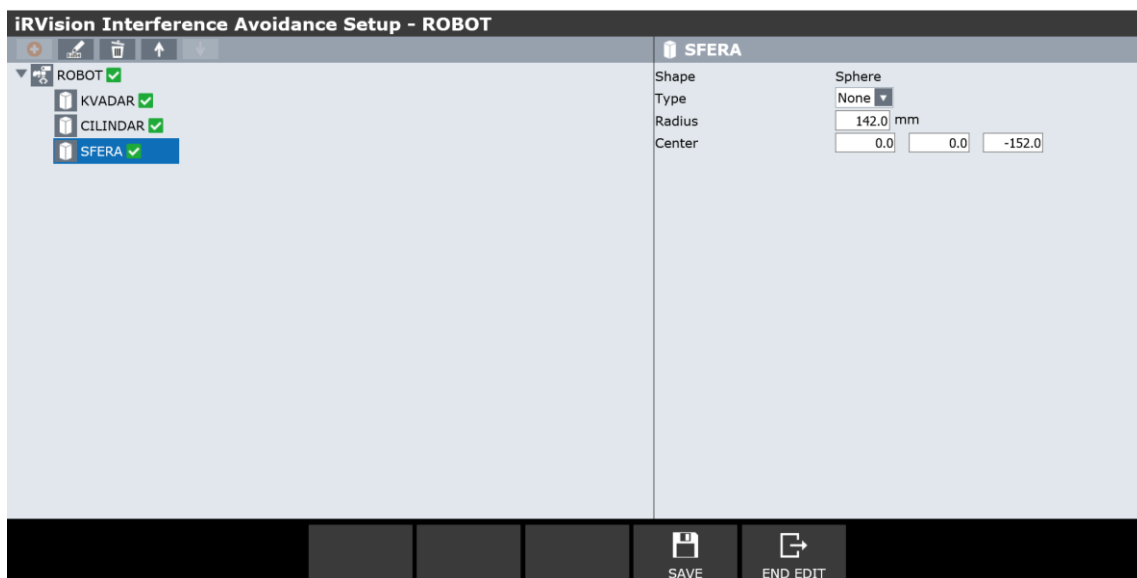 iRVision Interference Avoidance Setup - ROBOT
SFERA
ROBOT
KVADAR
CILINDAR
SFERA
Shape Sphere
Type None
Radius 142.0 mm
Center 0.0 0.0 -152.0
SAVE END EDIT